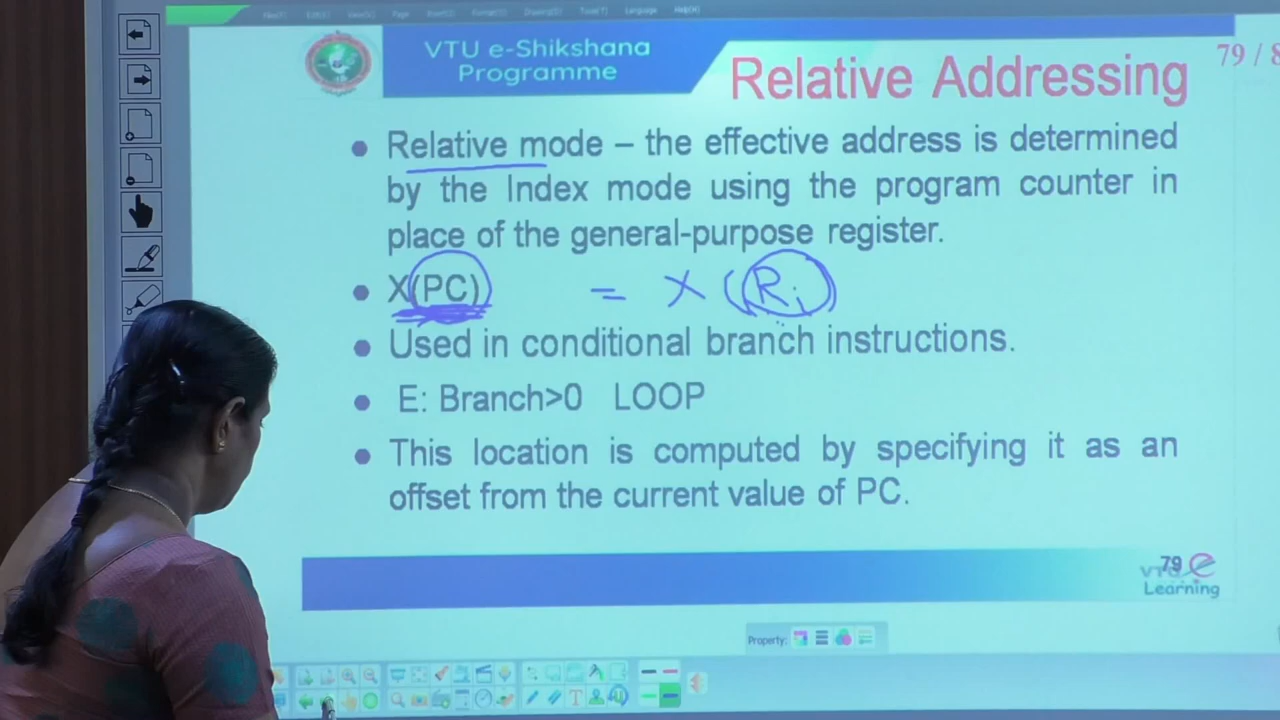 VTU e-Shikshana
Programme
Relative Addressing
79 / 8
Relative mode – the effective address is determined
by the Index mode using the program counter in
place of the general-purpose register.
X(PC) = X (Ri)
Used in conditional branch instructions.
E: Branch>0 LOOP
This location is computed by specifying it as an
offset from the current value of PC.
79
VTU e
Learning
Property: